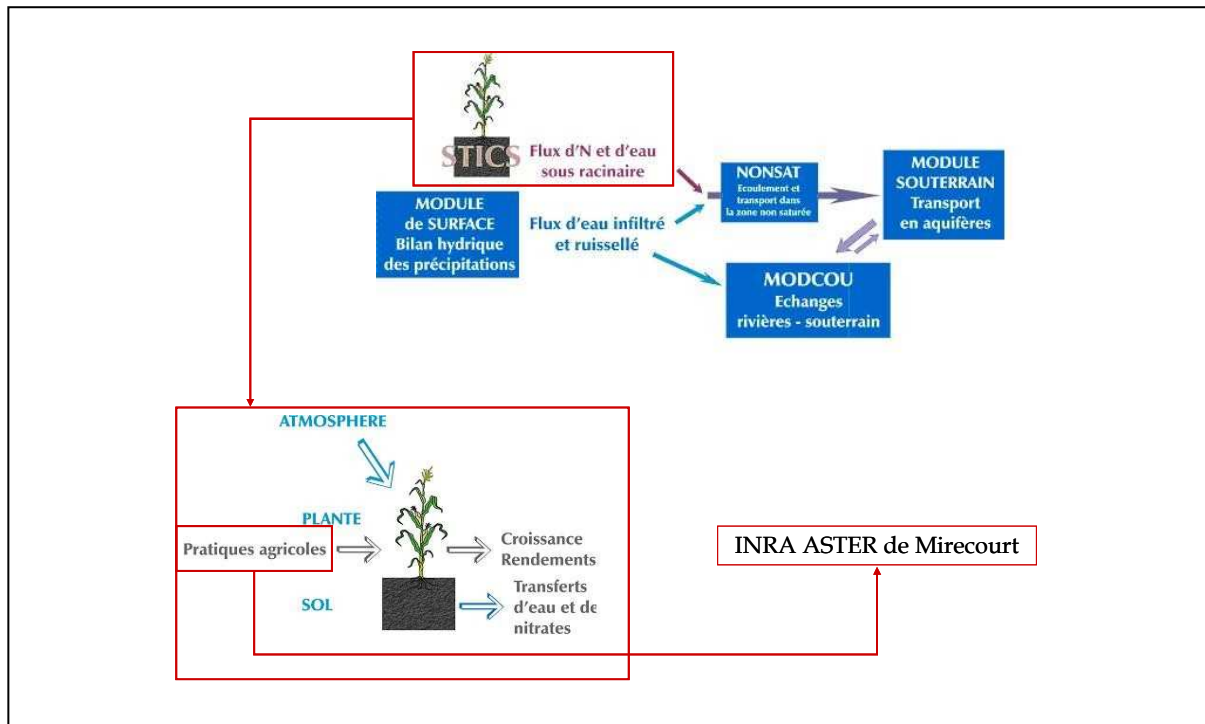 STICS
Flux d'N et d'eau
sous racinaire
MODULE
de SURFACE
Bilan hydrique
des précipitations
Flux d'eau infiltré
et ruissellé
NONSAT
Ecoulement et
transport dans
la zone non saturée
MODULE
SOUTERRAIN
Transport
en aquifères
MODCOU
Echanges
rivières - souterrain
ATMOSPHERE
PLANTE
Pratiques agricoles
SOL
Croissance
Rendements
Transferts
d'eau et de
nitrates
INRA ASTER de Mirecourt